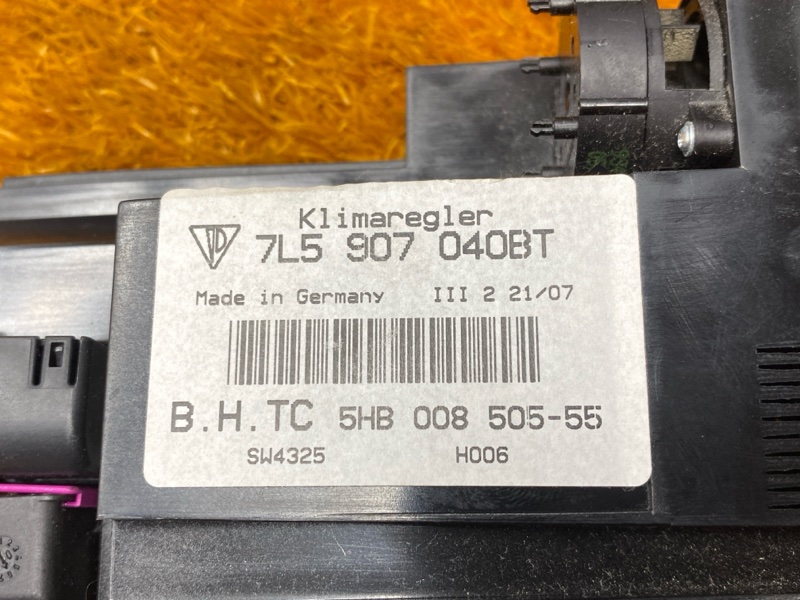 Klimaregler
7L5 907 040BT
Made in Germany III 2 21/07
B.H.TC 5HB 008 505-55
SW4325 H006